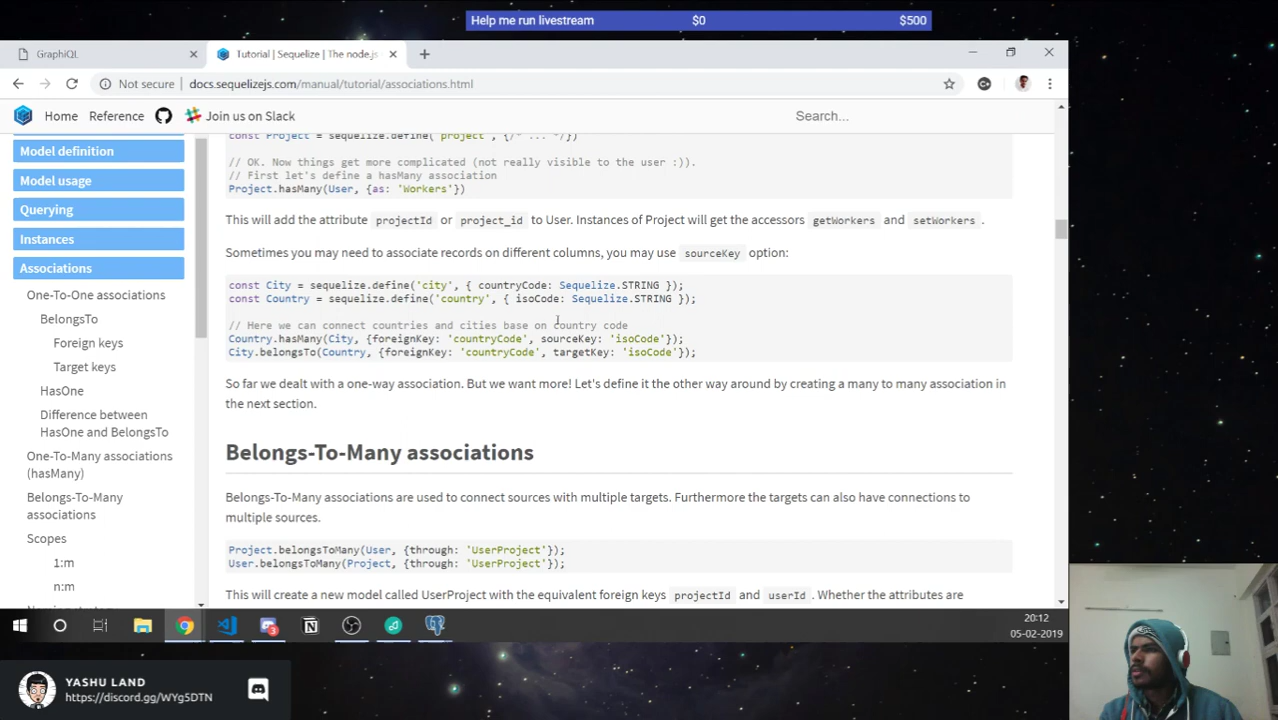 Help me run livestream $0 $500
GraphiQL
Tutorial | Sequelize | The node.js
Not secure docs.sequelizejs.com/manual/tutorial/associations.html
Home Reference Join us on Slack Search...
Model definition
Model usage
Querying
Instances
Associations
One-To-One associations
BelongsTo
Foreign keys
Target keys
HasOne
Difference between
HasOne and BelongsTo
One-To-Many associations
(hasMany)
Belongs-To-Many
associations
Scopes
1:m
n:m
const Project = sequelize.define('project', {/* ... */})
// OK. Now things get more complicated (not really visible to the user :)).
// First let's define a hasMany association
Project.hasMany(User, {as: 'Workers'})
This will add the attribute projectId or project_id to User. Instances of Project will get the accessors getWorkers and setWorkers .
Sometimes you may need to associate records on different columns, you may use sourceKey option:
const City = sequelize.define('city', { countryCode: Sequelize.STRING });
const Country = sequelize.define('country', { isoCode: Sequelize.STRING });
// Here we can connect countries and cities base on country code
Country.hasMany(City, {foreignKey: 'countryCode', sourceKey: 'isoCode'});
City.belongsTo(Country, {foreignKey: 'countryCode', targetKey: 'isoCode'});
So far we dealt with a one-way association. But we want more! Let's define it the other way around by creating a many to many association in
the next section.
Belongs-To-Many associations
Belongs-To-Many associations are used to connect sources with multiple targets. Furthermore the targets can also have connections to
multiple sources.
Project.belongsToMany(User, {through: 'UserProject'});
User.belongsToMany(Project, {through: 'UserProject'});
This will create a new model called UserProject with the equivalent foreign keys projectId and userId . Whether the attributes are
20:12
05-02-2019
YASHU LAND
https://discord.gg/WYg5DTN